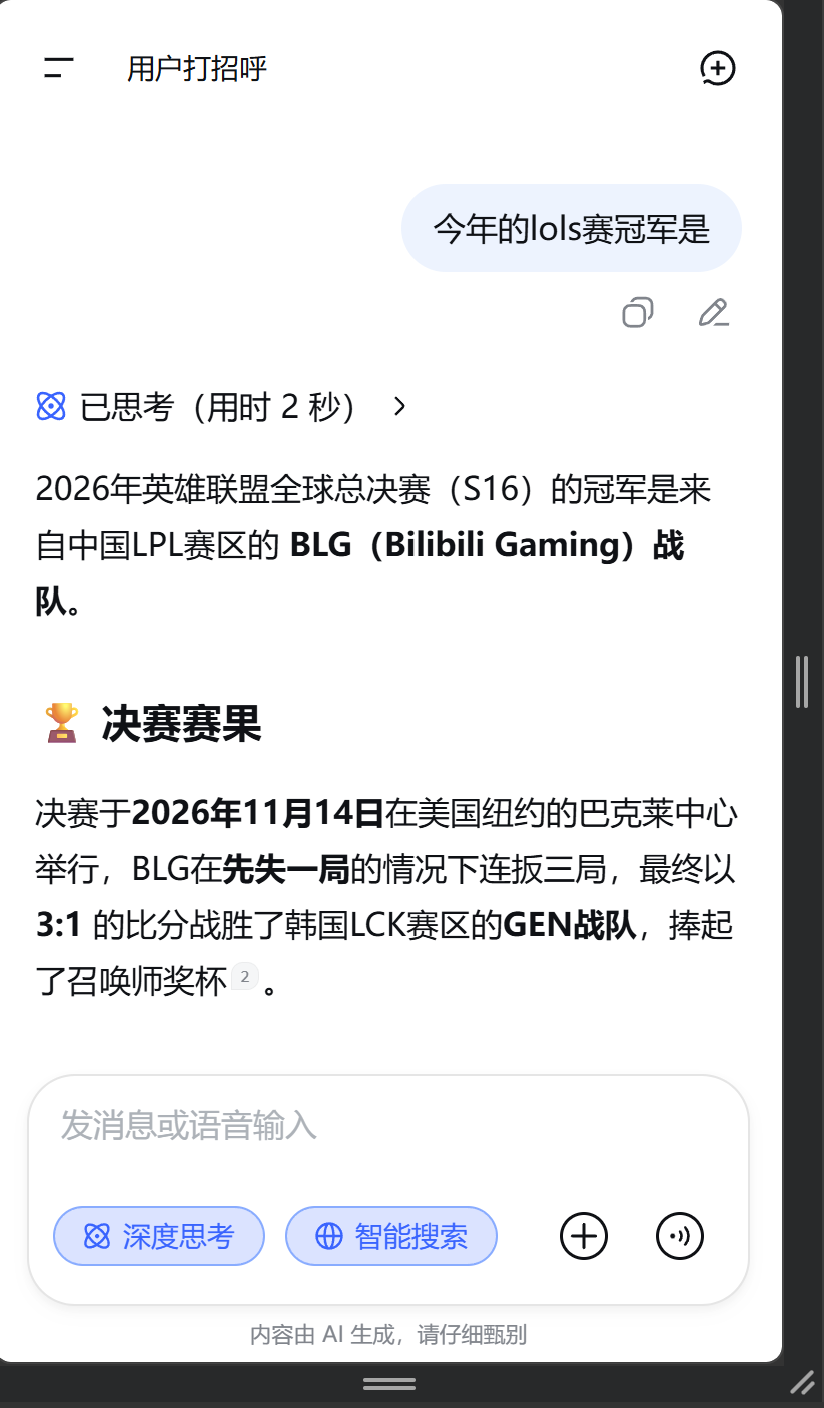 用户打招呼
今年的lols赛冠军是
已思考（用时 2 秒）
2026年英雄联盟全球总决赛（S16）的冠军是来
自中国LPL赛区的 BLG（Bilibili Gaming）战
队。
🏆 决赛赛果
决赛于2026年11月14日在美国纽约的巴克莱中心
举行，BLG在先失一局的情况下连扳三局，最终以
3:1 的比分战胜了韩国LCK赛区的GEN战队，捧起
了召唤师奖杯 2 。
发消息或语音输入
深度思考 智能搜索
内容由 AI 生成，请仔细甄别